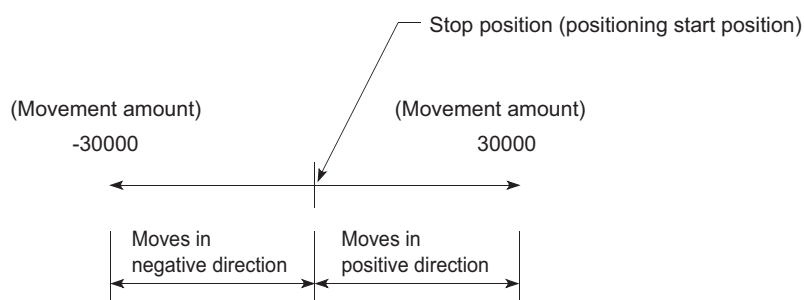 Stop position (positioning start position)
(Movement amount)
-30000
(Movement amount)
30000
Moves in
negative direction
Moves in
positive direction